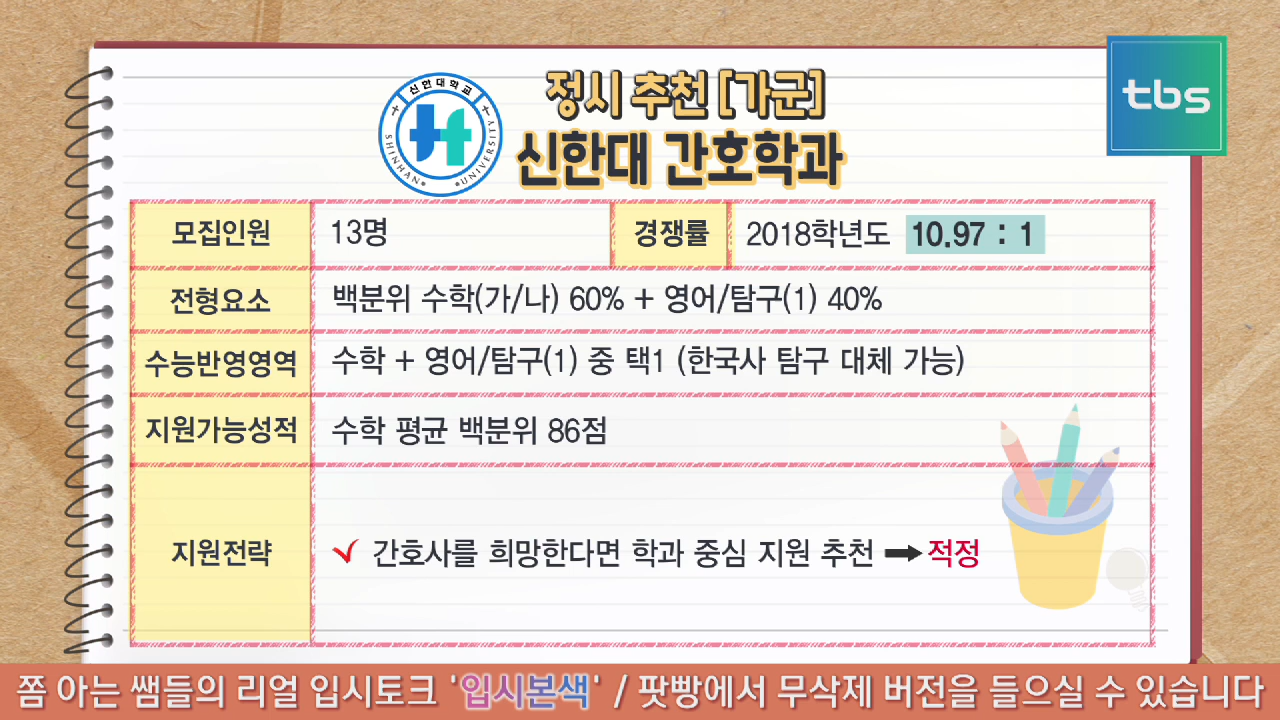 정시 추천 [가군]
신한대 간호학과
신한대학교
SHINHAN UNIVERSITY
tbs
모집인원 13명 경쟁률 2018학년도 10.97 : 1
전형요소 백분위 수학(가/나) 60% + 영어/탐구(1) 40%
수능반영영역 수학 + 영어/탐구(1) 중 택1 (한국사 탐구 대체 가능)
지원가능성적 수학 평균 백분위 86점
지원전략 ✓ 간호사를 희망한다면 학과 중심 지원 추천 ➡ 적정
쫌 아는 쌤들의 리얼 입시토크 '입시본색' / 팟빵에서 무삭제 버전을 들으실 수 있습니다